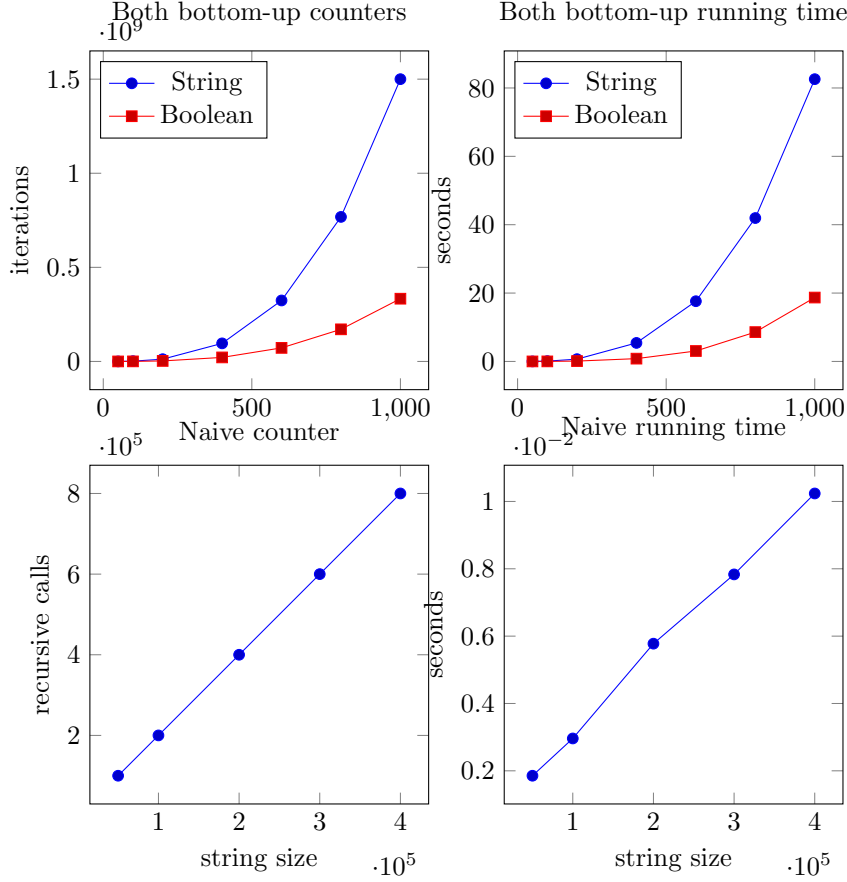 Both bottom-up counters
·10^9
1.5
1
0.5
0
iterations
String
Boolean
0
500
1,000
Both bottom-up running time
80
60
40
20
0
seconds
String
Boolean
0
500
1,000
Naive counter
·10^5
8
6
4
2
recursive calls
1
2
3
4
·10^5
string size
Naive running time
·10^-2
1
0.8
0.6
0.4
0.2
seconds
1
2
3
4
·10^5
string size